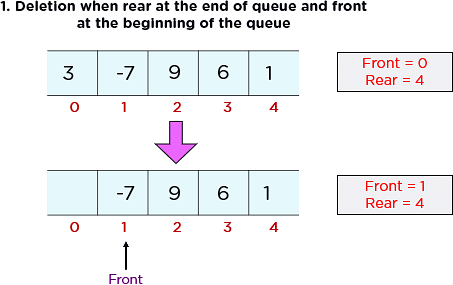 1. Deletion when rear at the end of queue and front
at the beginning of the queue
3 -7 9 6 1
0 1 2 3 4
Front = 0
Rear = 4
-7 9 6 1
0 1 2 3 4
Front = 1
Rear = 4
Front